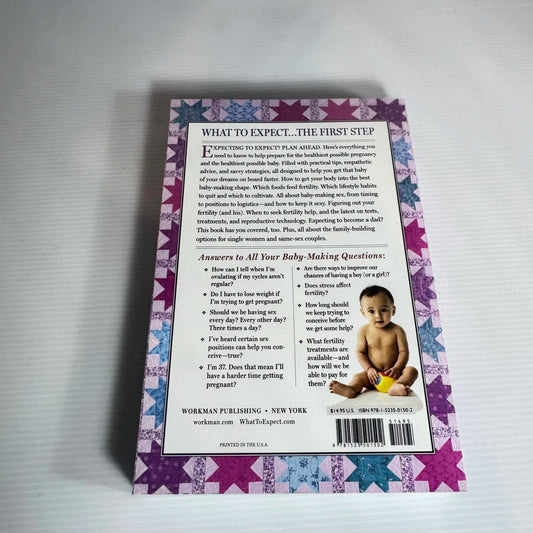 WHAT TO EXPECT...THE FIRST STEP
EXPECTING TO EXPECT? PLAN AHEAD. Here's everything you
need to know to help prepare for the healthiest possible pregnancy
and the healthiest possible baby. Filled with practical tips, empathetic
advice, and savvy strategies, all designed to help you get that baby
of your dreams on board faster. How to get your body into the best
baby-making shape. Which foods feed fertility. Which lifestyle habits
to quit and which to cultivate. All about baby-making sex, from timing
to positions to logistics—and how to keep it sexy. Figuring out your
fertility (and his). When to seek fertility help, and the latest on tests,
treatments, and reproductive technology. Expecting to become a dad?
This book has you covered, too. Plus, all about the family-building
options for single women and same-sex couples.
Answers to All Your Baby-Making Questions:
How can I tell when I'm
ovulating if my cycles aren't
regular?
Do I have to lose weight if
I'm trying to get pregnant?
Should we be having sex
every day? Every other day?
Three times a day?
I've heard certain sex
positions can help you con-
ceive—true?
I'm 37. Does that mean I'll
have a harder time getting
pregnant?
Are there ways to improve our
chances of having a boy (or a girl)?
Does stress affect
fertility?
How long should
we keep trying to
conceive before
we get some help?
What fertility
treatments are
available—and
how will we be
able to pay for
them?
WORKMAN PUBLISHING • NEW YORK
workman.com WhatToExpect.com
PRINTED IN THE U.S.A.
$14.95 U.S. ISBN 978-1-5235-0150-2
51495
9 781523 501502